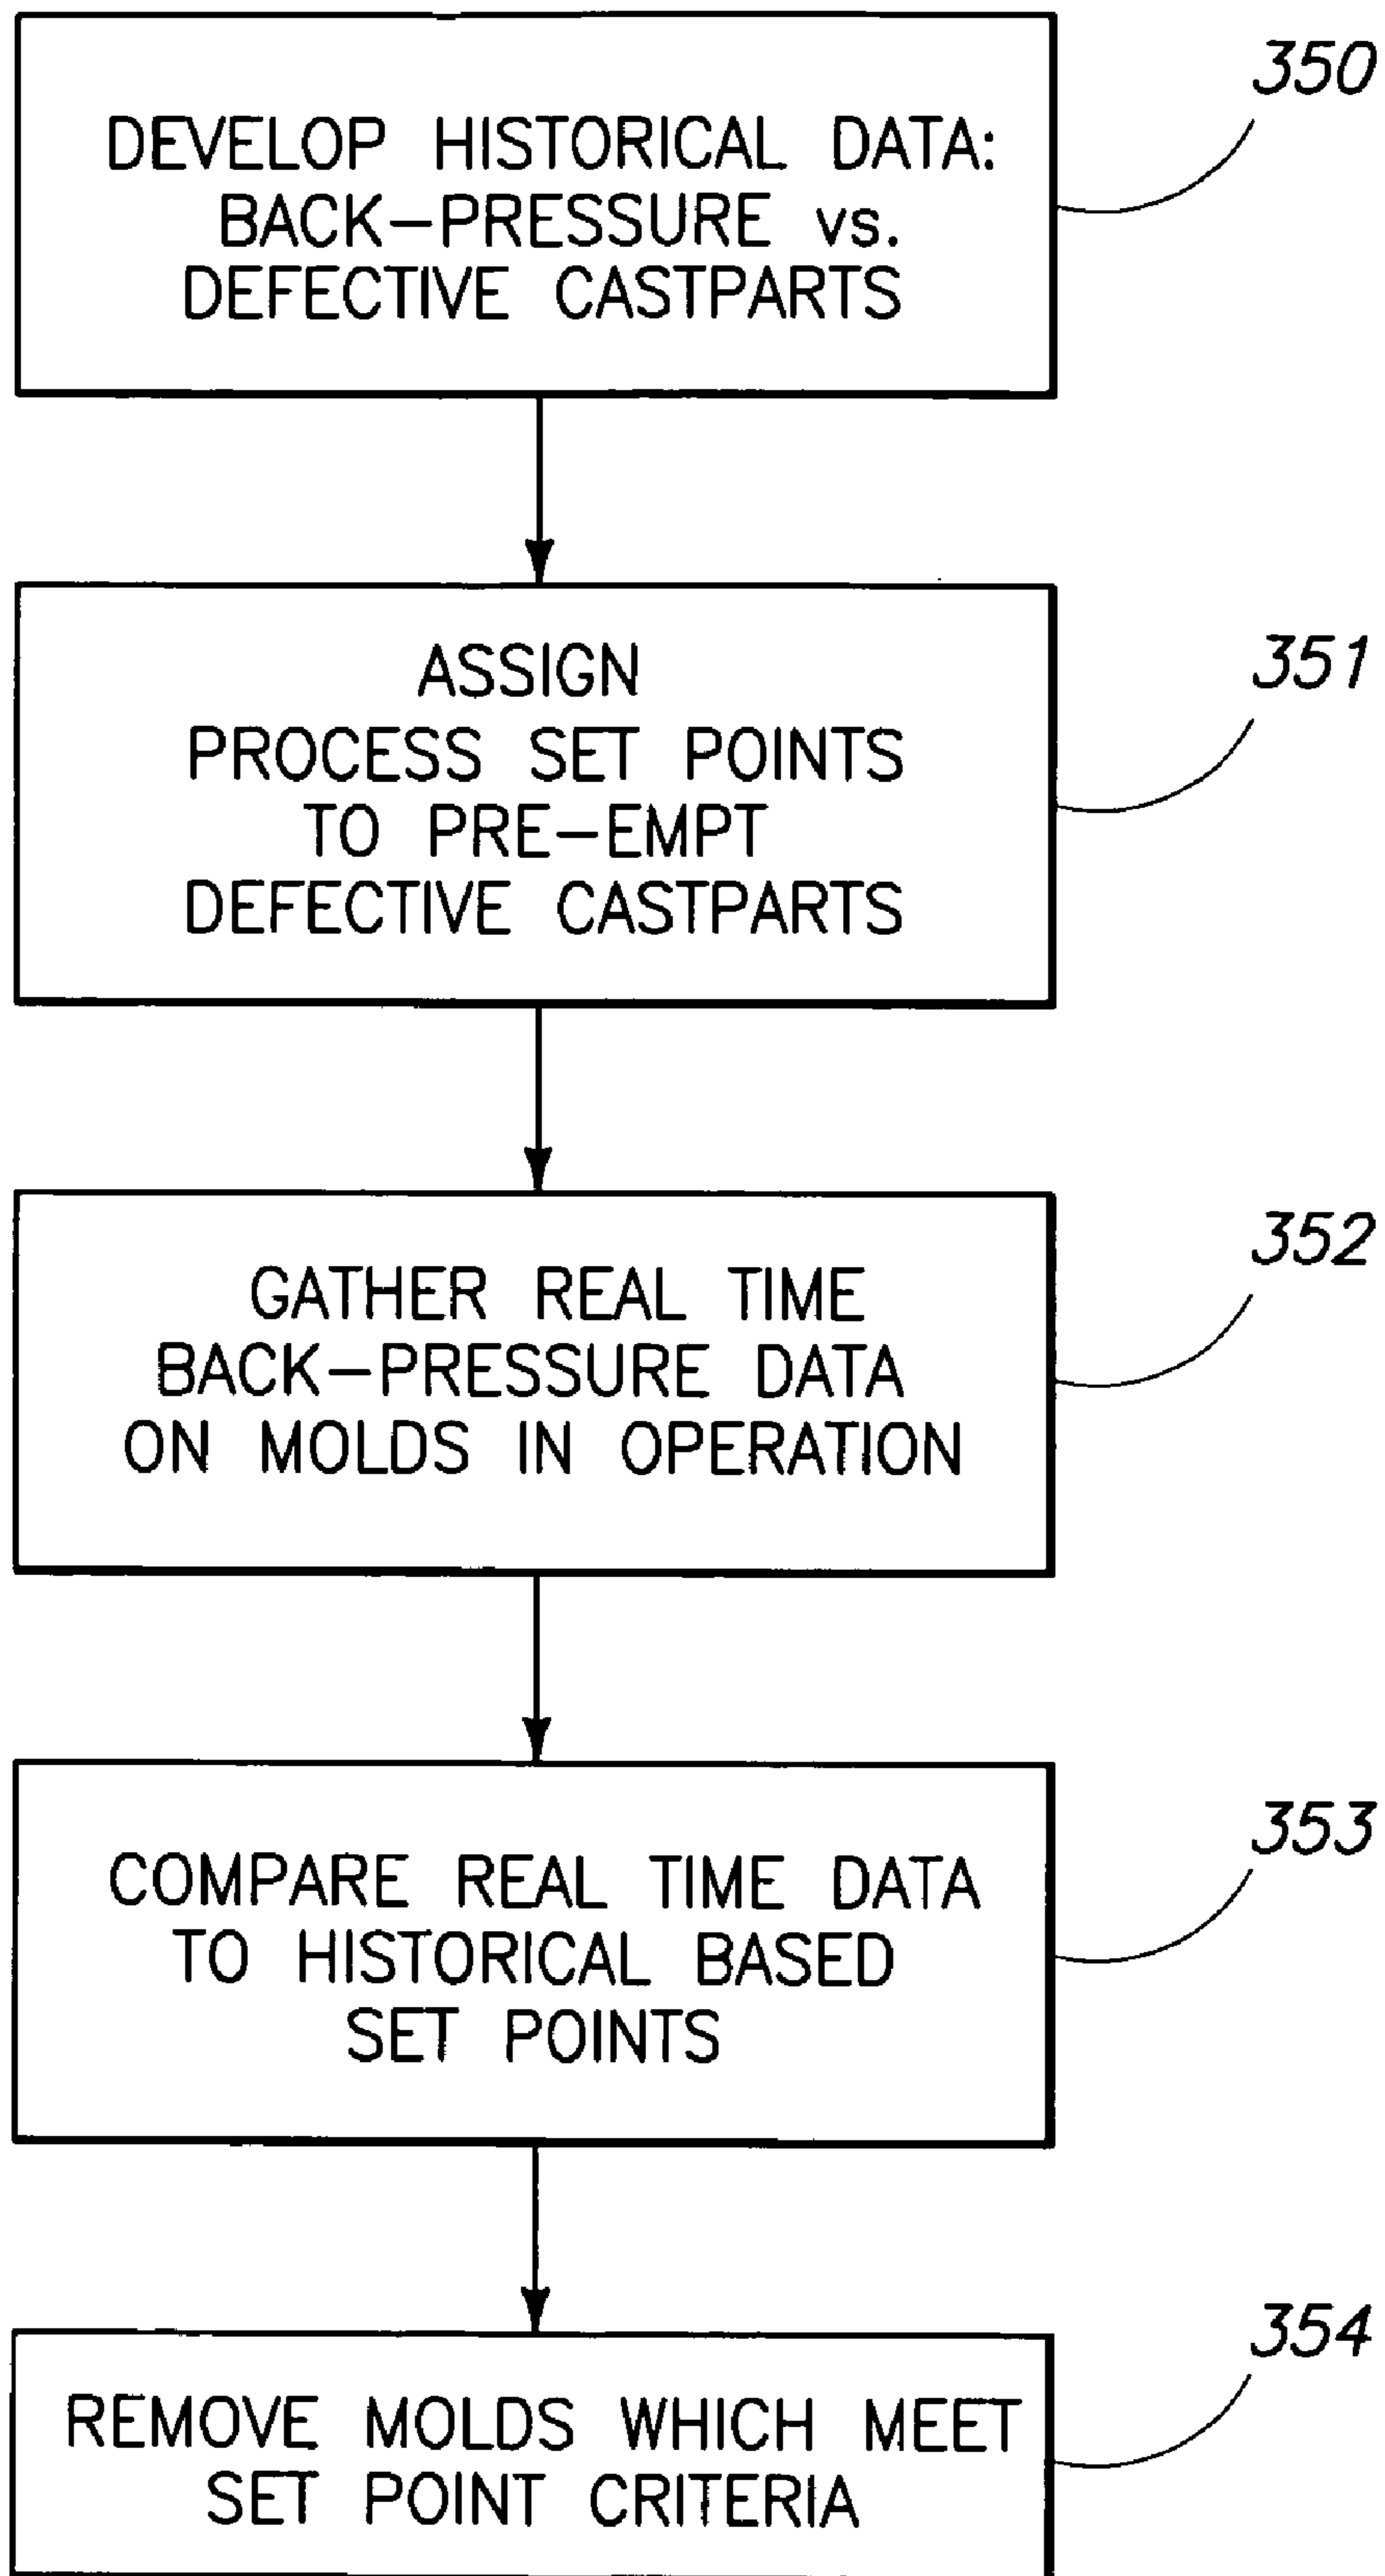 350
DEVELOP HISTORICAL DATA:
BACK-PRESSURE vs.
DEFECTIVE CASTPARTS
351
ASSIGN
PROCESS SET POINTS
TO PRE-EMPT
DEFECTIVE CASTPARTS
352
GATHER REAL TIME
BACK-PRESSURE DATA
ON MOLDS IN OPERATION
353
COMPARE REAL TIME DATA
TO HISTORICAL BASED
SET POINTS
354
REMOVE MOLDS WHICH MEET
SET POINT CRITERIA